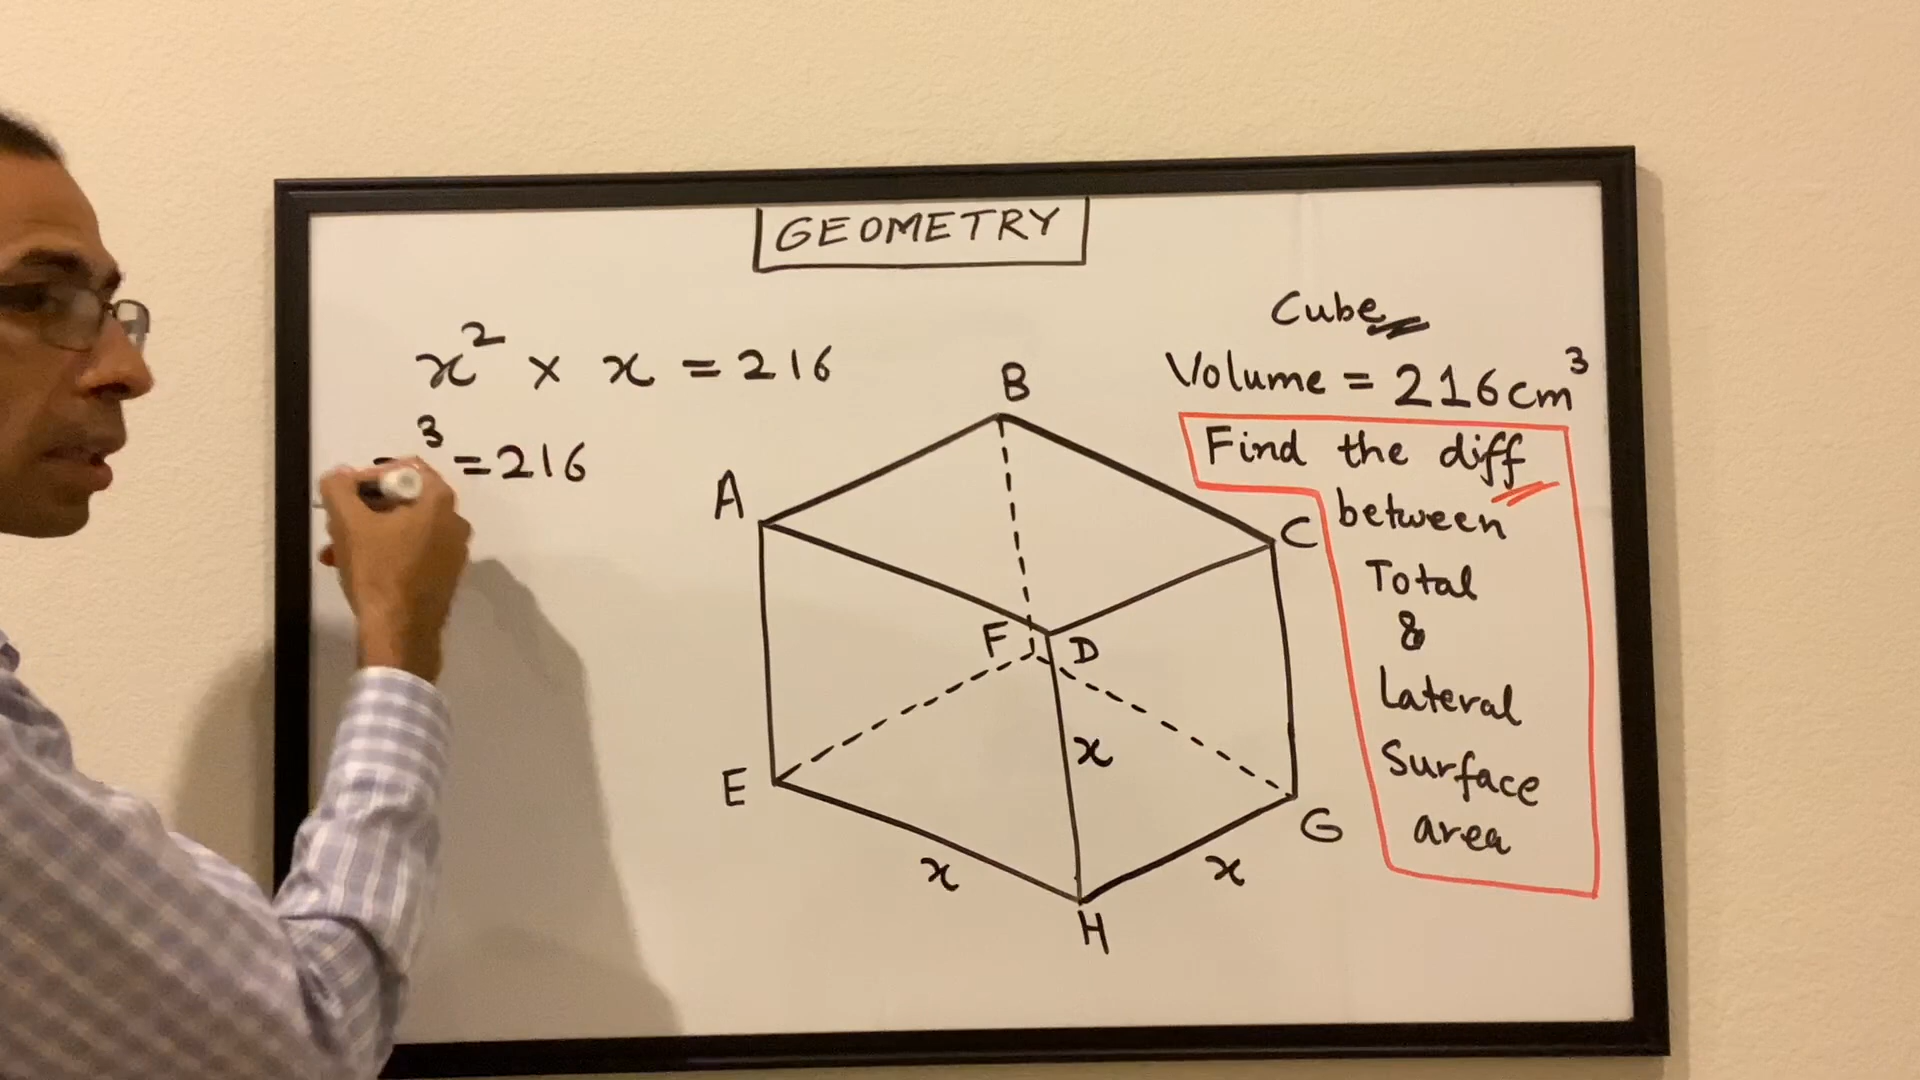 GEOMETRY
x² × x = 216
³ = 216
Cube
Volume = 216cm³
Find the diff
between
Total
&
Lateral
Surface
area
B
A
C
F
D
x
E
G
x
x
H